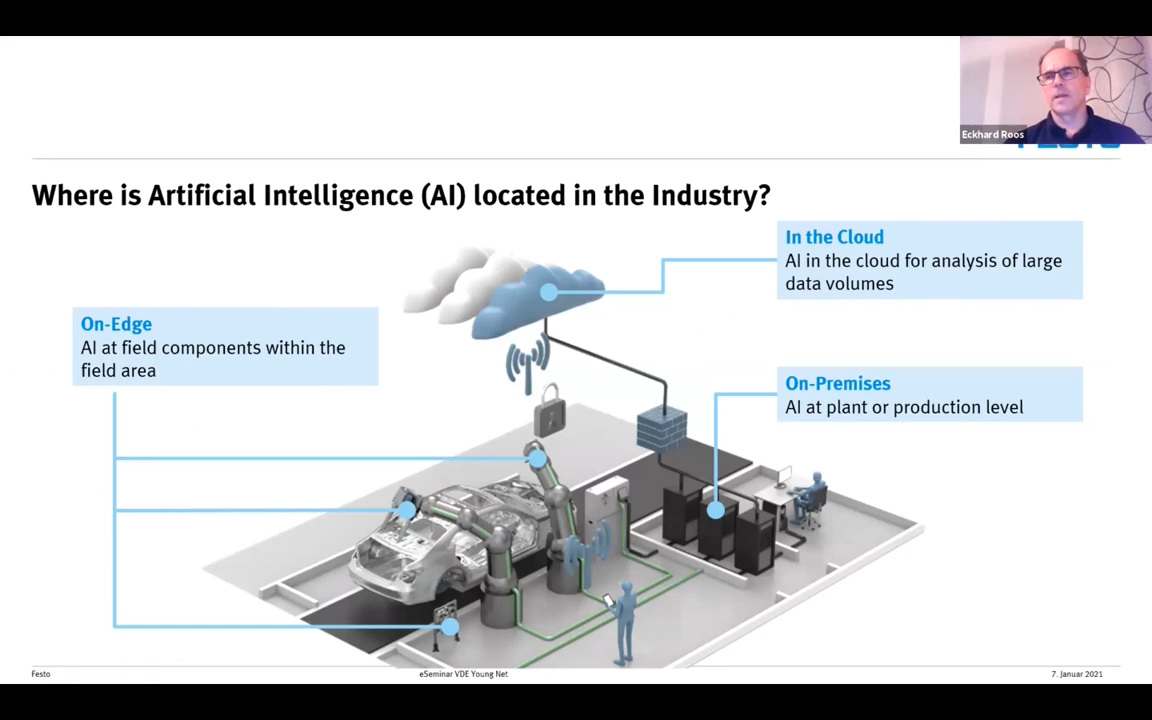 Eckhard Roos
Where is Artificial Intelligence (AI) located in the Industry?
In the Cloud
AI in the cloud for analysis of large
data volumes
On-Edge
AI at field components within the
field area
On-Premises
AI at plant or production level
Festo
eSeminar VDE Young Net
7. Januar 2021